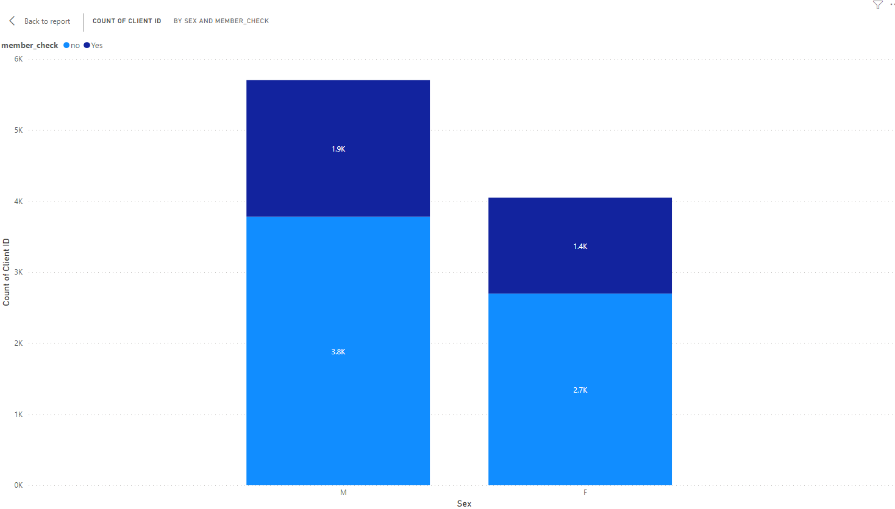 Back to report
COUNT OF CLIENT ID
BY SEX AND MEMBER_CHECK
member_check no Yes
6K
5K
4K
3K
2K
1K
0K
Count of Client ID
1.9K
3.8K
1.4K
2.7K
M
F
Sex